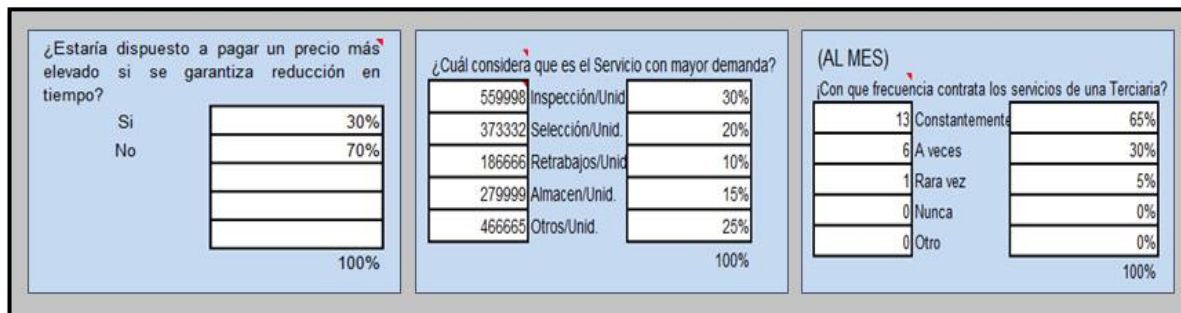 ¿Estaría dispuesto a pagar un precio más
elevado si se garantiza reducción en
tiempo?
Si 30%
No 70%
100%
¿Cuál considera que es el Servicio con mayor demanda?
559998 Inspección/Unid 30%
373332 Selección/Unid. 20%
186666 Retrabajos/Unid 10%
279999 Almacen/Unid. 15%
466665 Otros/Unid. 25%
100%
(AL MES)
¿Con que frecuencia contrata los servicios de una Terciaria?
13 Constantemente 65%
6 A veces 30%
1 Rara vez 5%
0 Nunca 0%
0 Otro 0%
100%